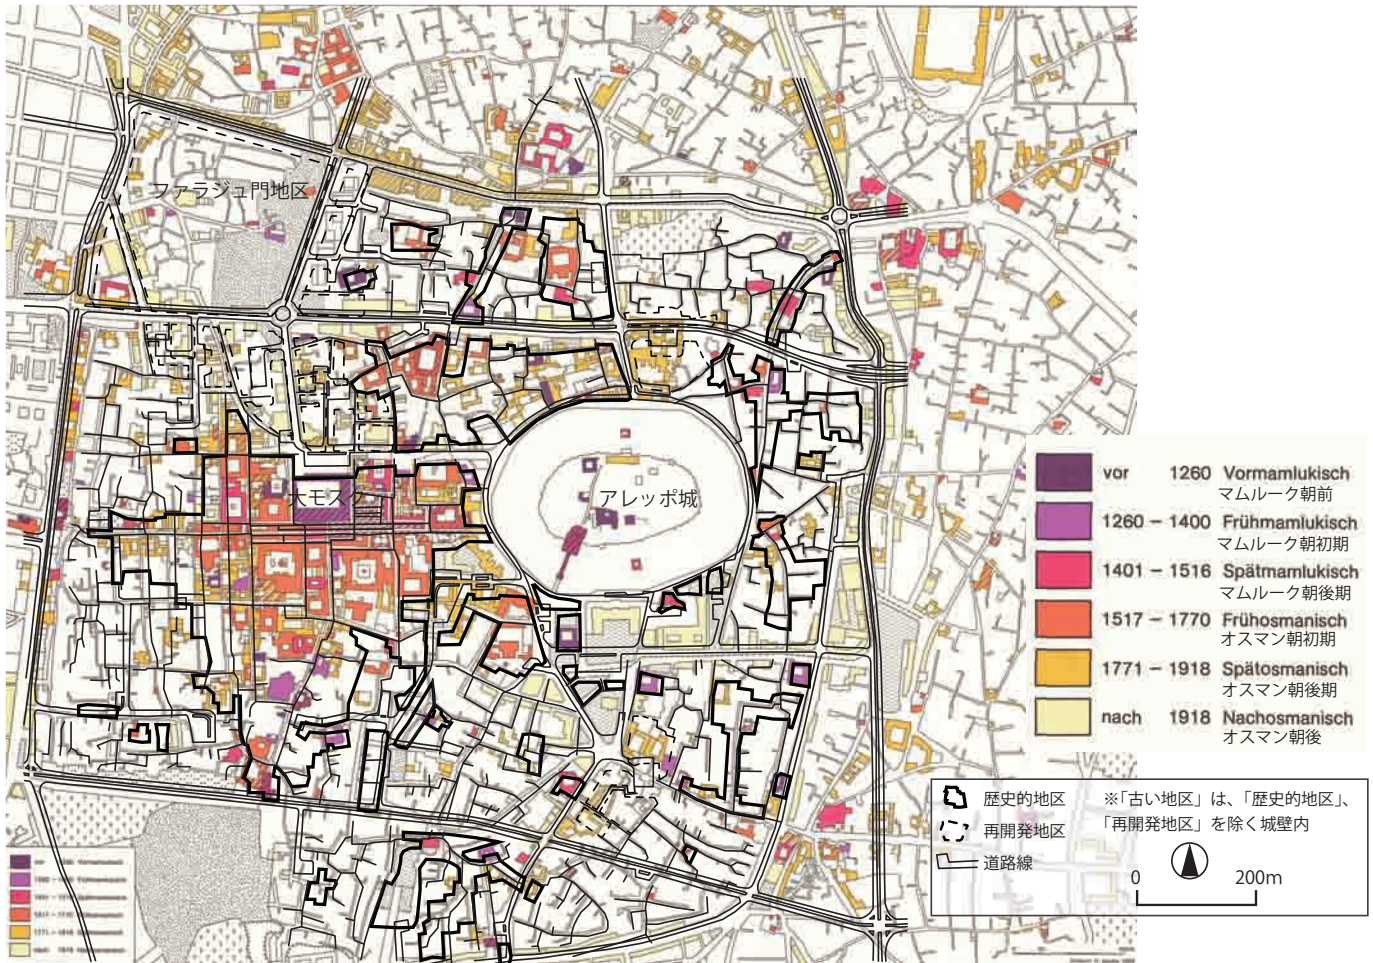 ファラジュ門地区
大モスク
アレッポ城
vor 1260 Vormamlukisch
マムルーク朝前
1260 – 1400 Frühmamlukisch
マムルーク朝初期
1401 – 1516 Spätmamlukisch
マムルーク朝後期
1517 – 1770 Frühosmanisch
オスマン朝初期
1771 – 1918 Spätosmanisch
オスマン朝後期
nach 1918 Nachosmanisch
オスマン朝後
歴史的地区
再開発地区
道路線
※「古い地区」は、「歴史的地区」、
「再開発地区」を除く城壁内
0 200m